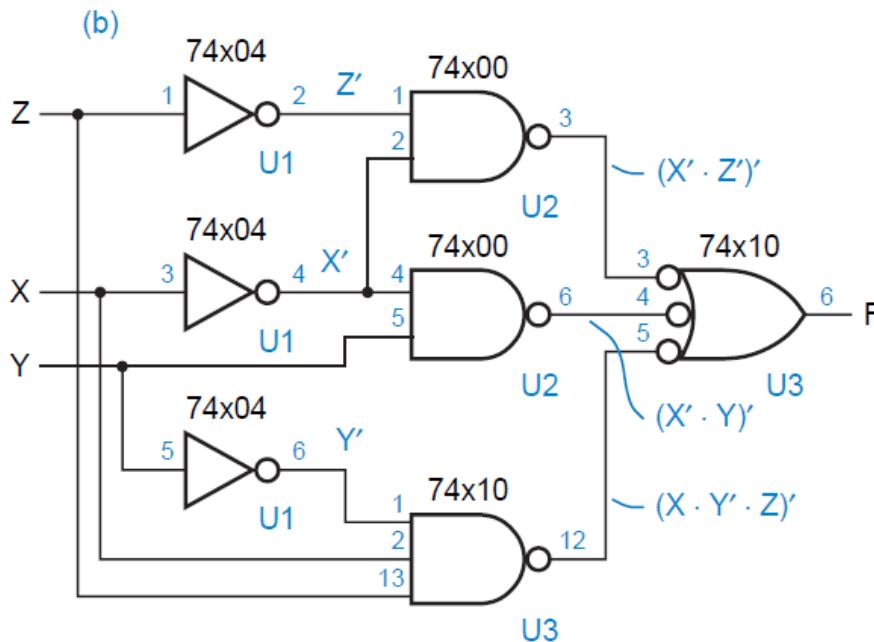 (b)
74x04
Z
1
2
Z′
U1
74x00
1
2
3
U2
(X′ · Z′)′
74x04
X
3
4
X′
U1
74x00
4
5
6
U2
(X′ · Y)′
74x10
3
4
5
6
F
U3
Y
74x04
5
6
Y′
U1
74x10
1
2
13
12
U3
(X · Y′ · Z)′